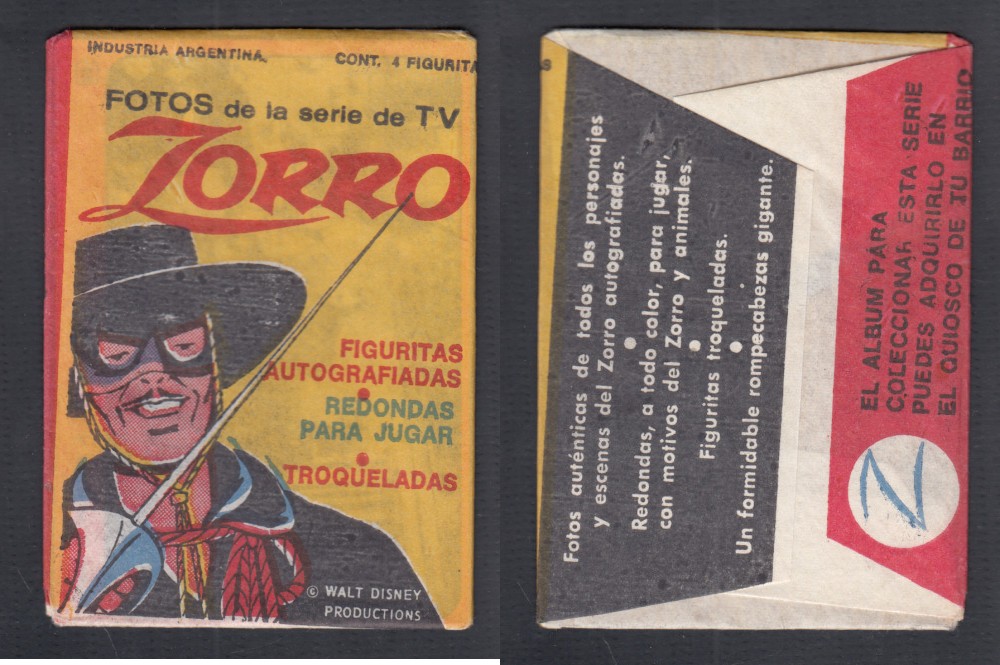 INDUSTRIA ARGENTINA.
CONT. 4 FIGURITA
FOTOS de la serie de TV
ZORRO
FIGURITAS
AUTOGRAFIADAS
REDONDAS
PARA JUGAR
TROQUELADAS
© WALT DISNEY
PRODUCTIONS
AS
Fotos auténticas de todos los personajes
y escenas del Zorro autografiadas.
Redondas, a todo color, para jugar,
con motivos del Zorro y animales.
Figuritas troqueladas.
Un formidable rompecabezas gigante.
EL ALBUM PÁRA
COLECCIONAR ESTA SERIE
PUEDES ADQUIRIRLO EN
EL QUIOSCO DE TU BARRIO
Z